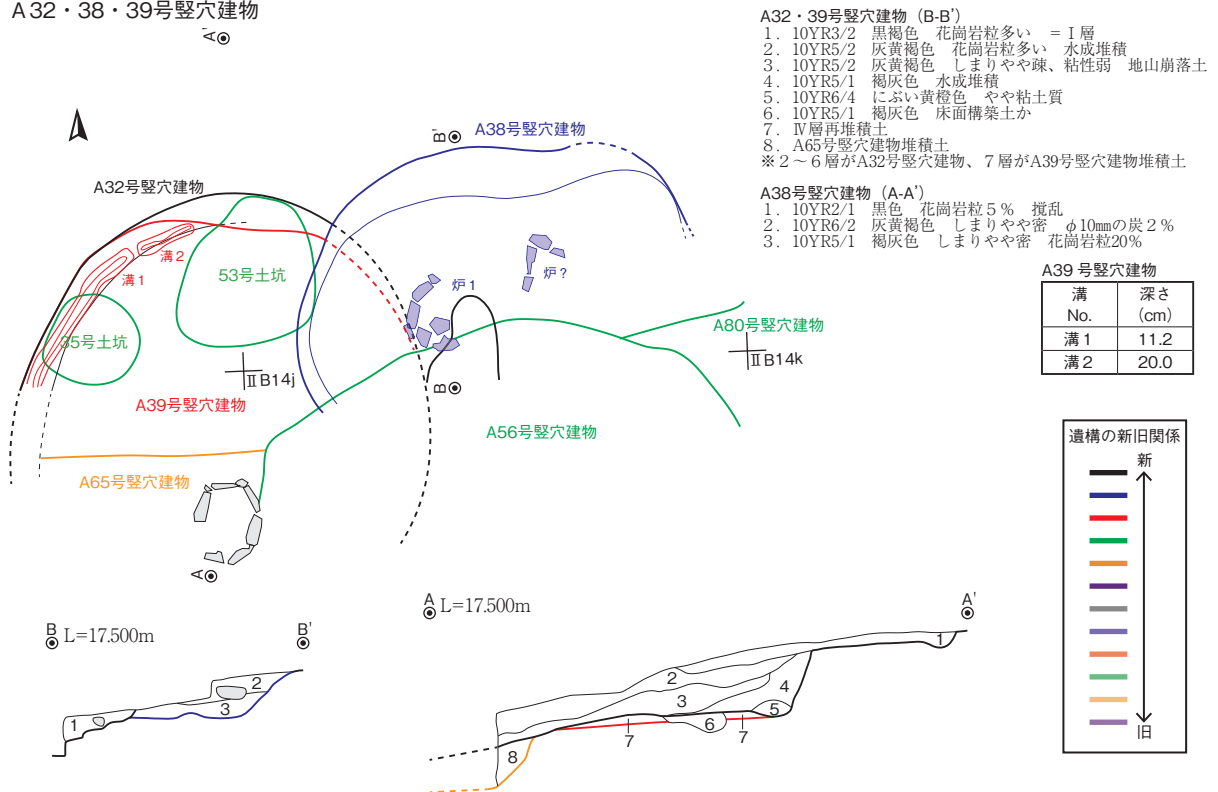 A32・38・39号竪穴建物
A'
A32・39号竪穴建物（B-B'）
1．10YR3/2　黒褐色　花崗岩粒多い　＝Ⅰ層
2．10YR5/2　灰黄褐色　花崗岩粒多い　水成堆積
3．10YR5/2　灰黄褐色　しまりやや疎、粘性弱　地山崩落土
4．10YR5/1　褐灰色　水成堆積
5．10YR6/4　にぶい黄橙色　やや粘土質
6．10YR5/1　褐灰色　床面構築土か
7．Ⅳ層再堆積土
8．A65号竪穴建物堆積土
※２～６層がA32号竪穴建物、７層がA39号竪穴建物堆積土
A38号竪穴建物（A-A'）
1．10YR2/1　黒色　花崗岩粒５％　撹乱
2．10YR6/2　灰黄褐色　しまりやや密　φ10㎜の炭２％
3．10YR5/1　褐灰色　しまりやや密　花崗岩粒20%
B'
A38号竪穴建物
A32号竪穴建物
溝2
溝1
53号土坑
35号土坑
炉1
炉？
ⅡB14j
A80号竪穴建物
ⅡB14k
B
A39号竪穴建物
A56号竪穴建物
A65号竪穴建物
A
A39号竪穴建物
溝 深さ
No. （cm）
溝1 11.2
溝2 20.0
遺構の新旧関係
新
旧
B L=17.500m B'
1
2
3
A L=17.500m A'
1
2
3
4
5
6
7
7
8